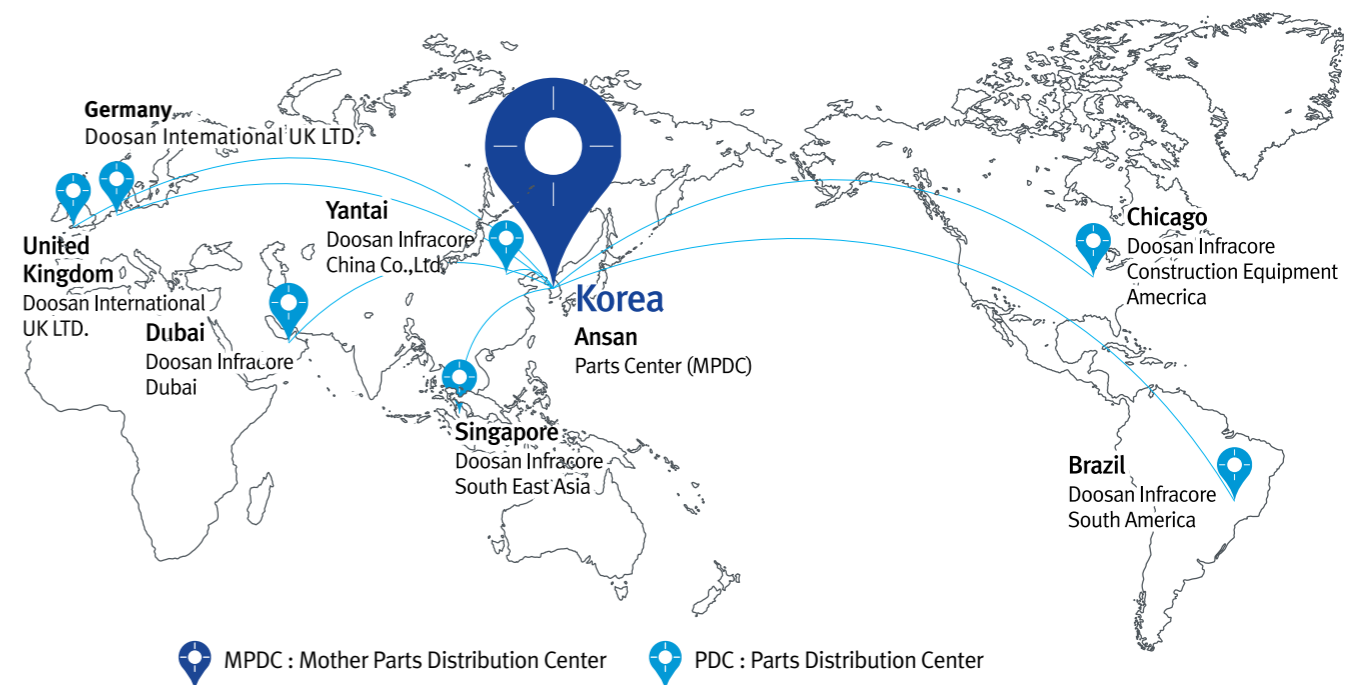 Germany
Doosan International UK LTD.
United
Kingdom
Doosan International
UK LTD.
Yantai
Doosan Infracore
China Co.,Ltd.
Dubai
Doosan Infracore
Dubai
Korea
Ansan
Parts Center (MPDC)
Singapore
Doosan Infracore
South East Asia
Chicago
Doosan Infracore
Construction Equipment
Amecrica
Brazil
Doosan Infracore
South America
MPDC : Mother Parts Distribution Center
PDC : Parts Distribution Center